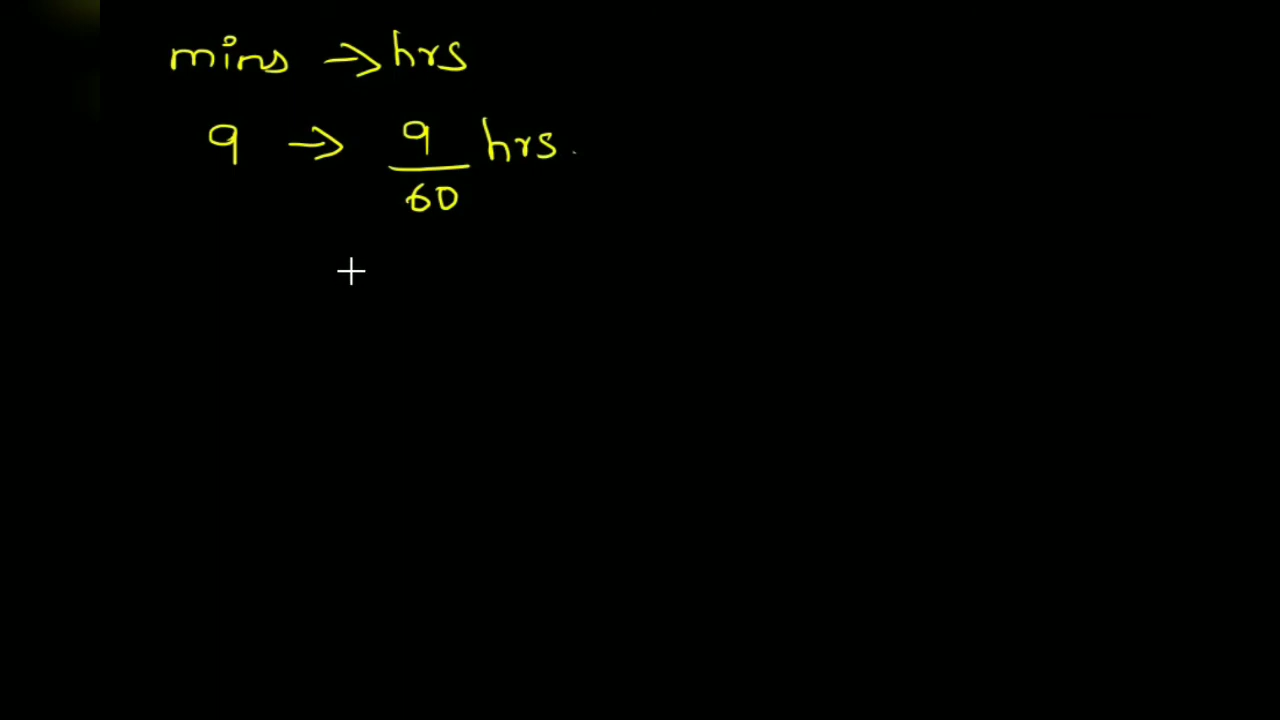 mins → hrs
9 → 9/60 hrs.